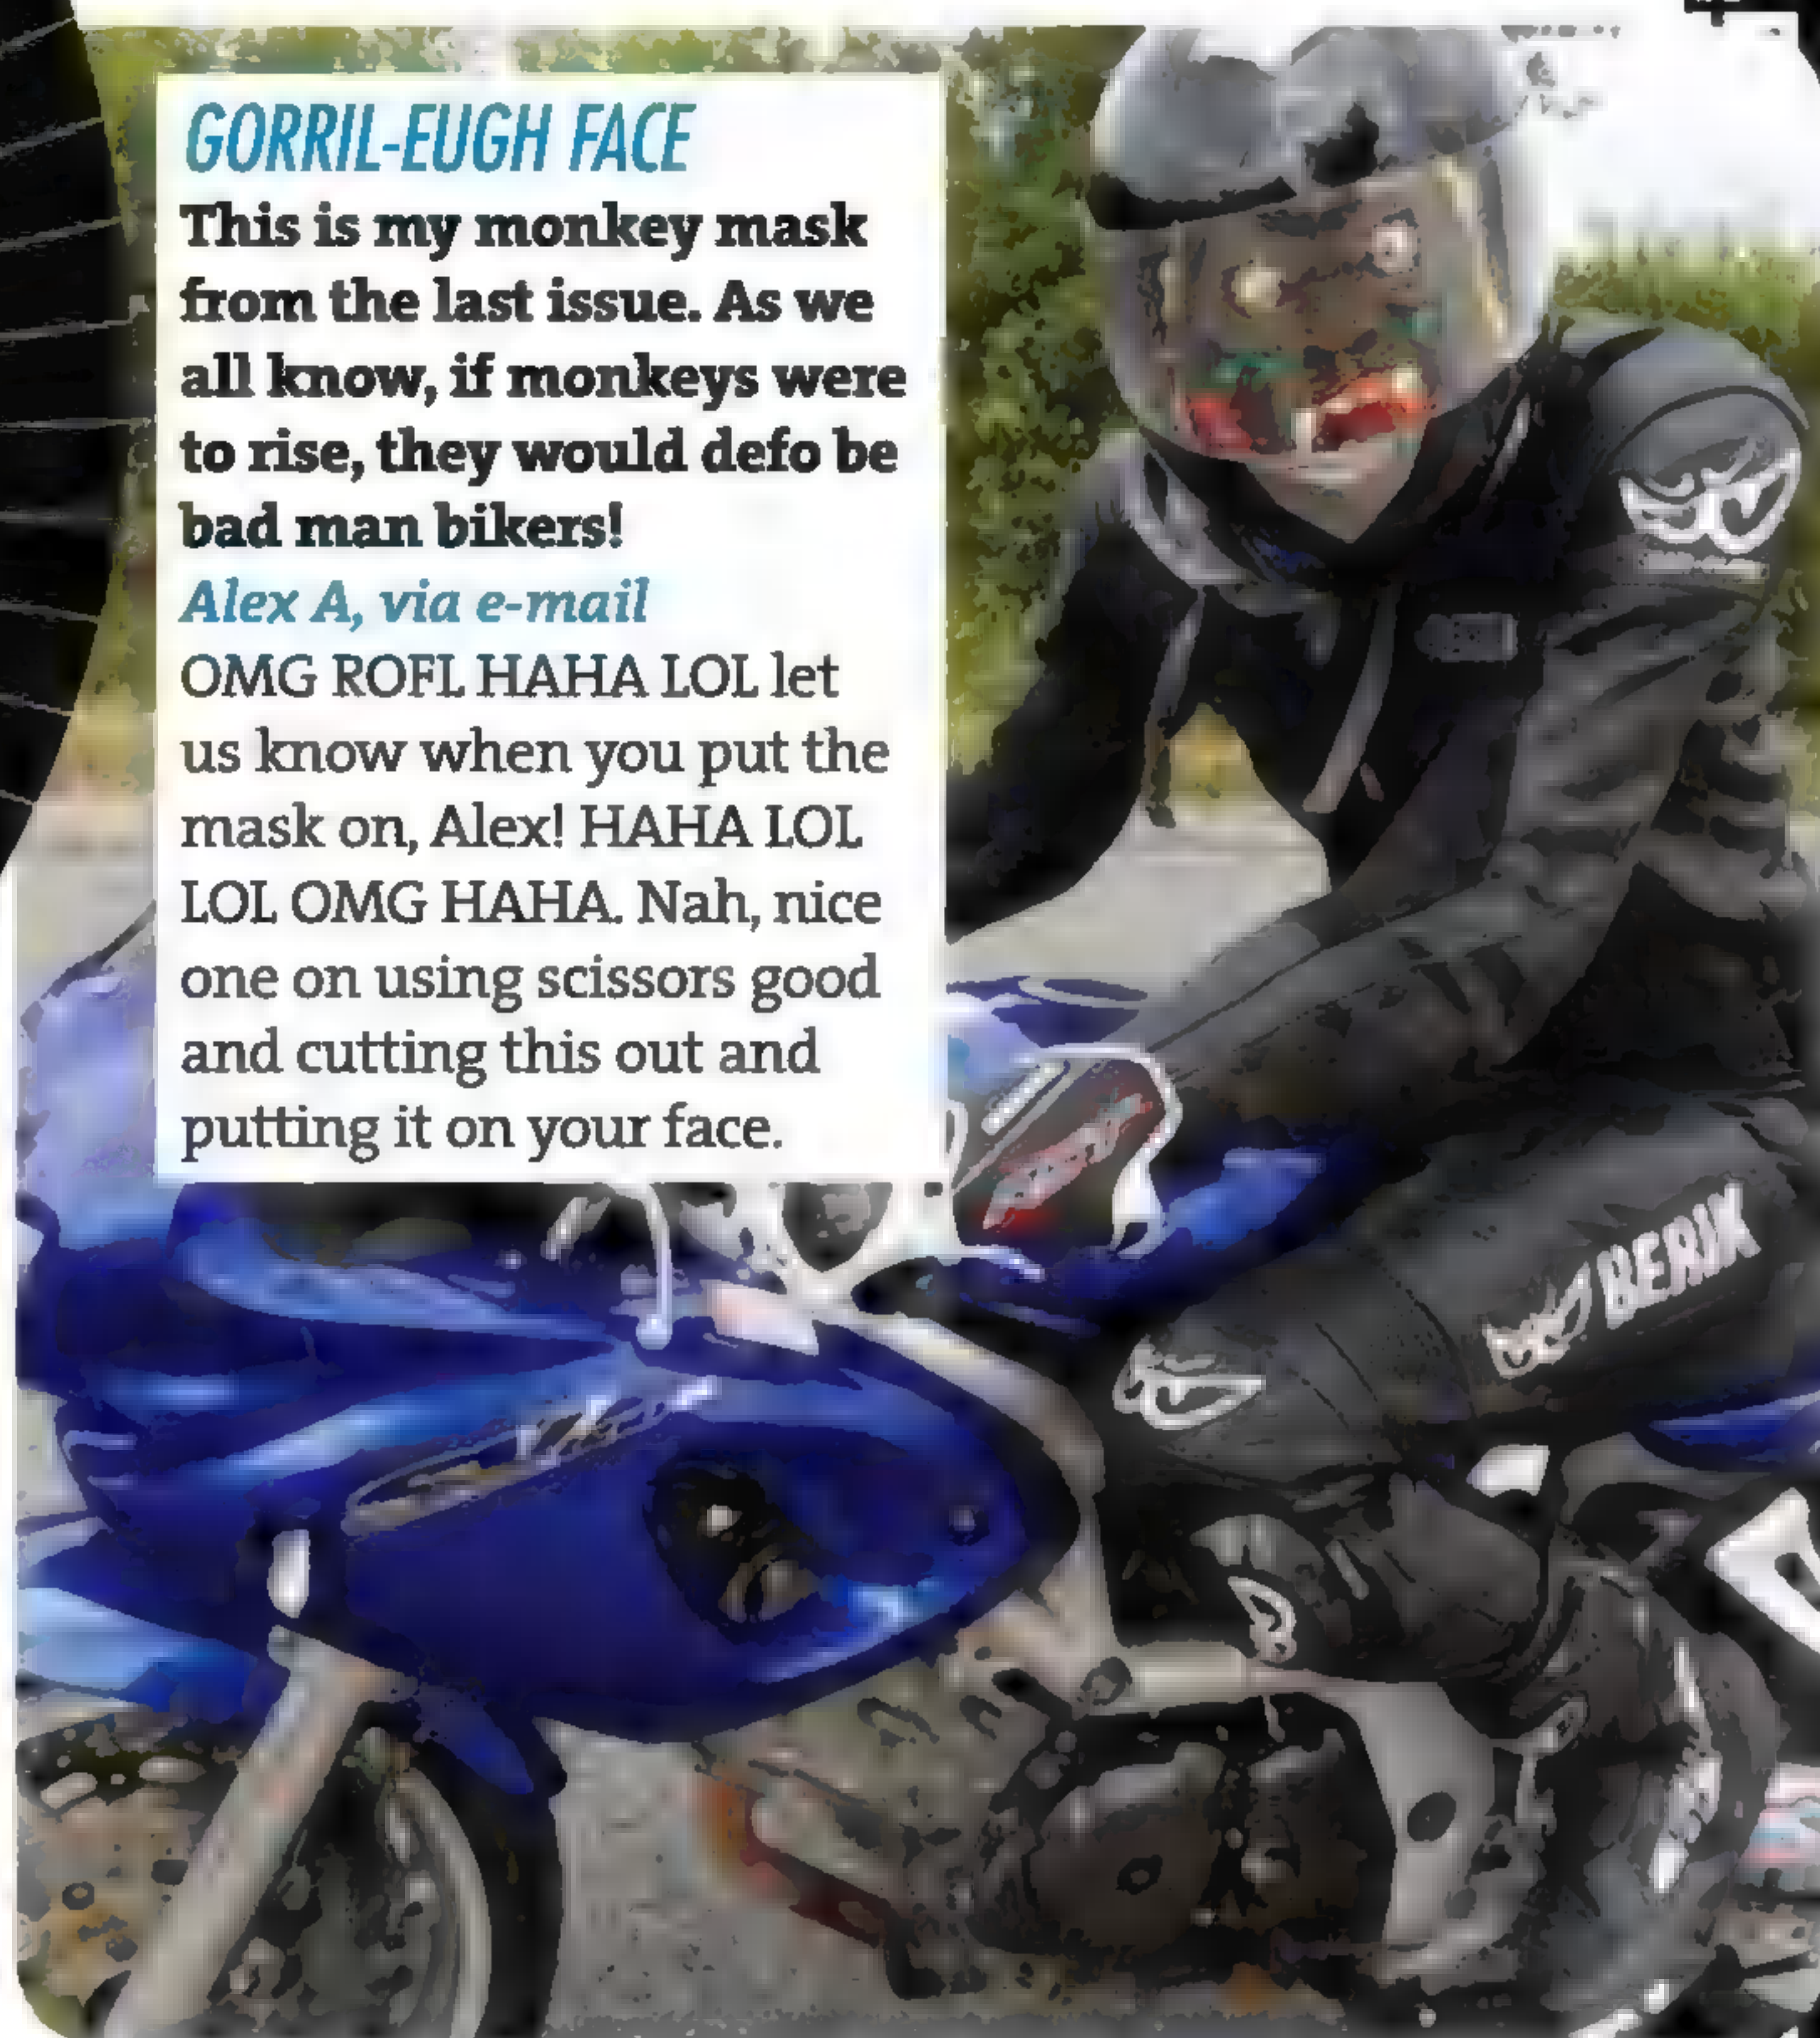 GORRIL-EUGH FACE
This is my monkey mask
from the last issue. As we
all know, if monkeys were
to rise, they would defo be
bad man bikers!
Alex A, via e-mail
OMG ROFL HAHA LOL let
us know when you put the
mask on, Alex! HAHA LOL
LOL OMG HAHA. Nah, nice
one on using scissors good
and cutting this out and
putting it on your face.
BERIK